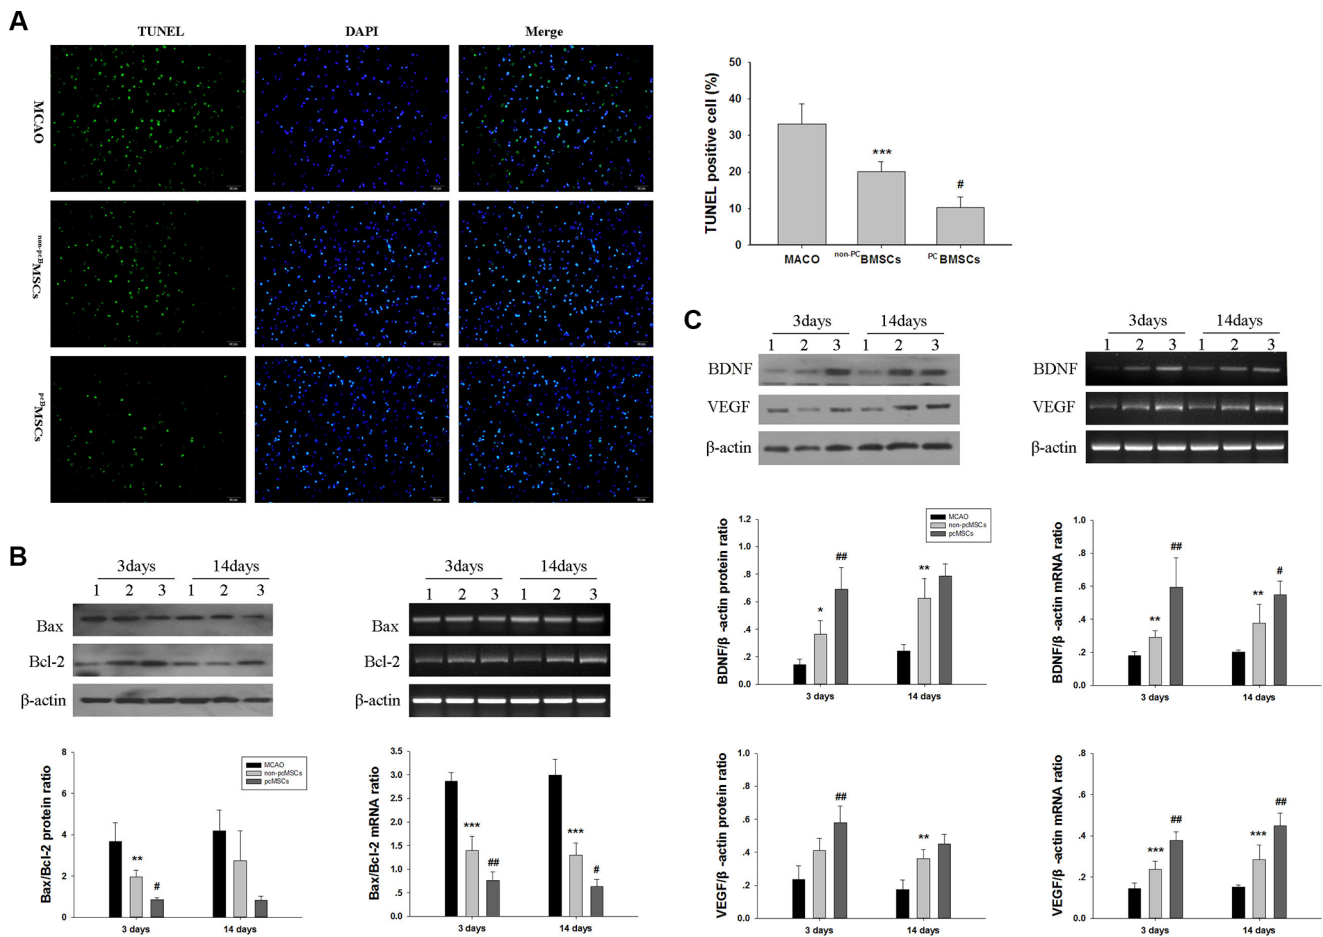 A
TUNEL DAPI Merge
MCAO
non-pcBMSCs
pcBMSCs
TUNEL positive cell (%)
50
40
30
20
10
0
***
#
MACO non-PCBMSCs PCBMSCs
B
3days 14days
1 2 3 1 2 3
Bax
Bcl-2
β-actin
3days 14days
1 2 3 1 2 3
Bax
Bcl-2
β-actin
Bax/Bcl-2 protein ratio
8
6
4
2
0
MCAO
non-pcMSCs
pcMSCs
**
#
3 days 14 days
Bax/Bcl-2 mRNA ratio
3.5
3.0
2.5
2.0
1.5
1.0
.5
0.0
***
##
***
#
3 days 14 days
C
3days 14days
1 2 3 1 2 3
BDNF
VEGF
β-actin
3days 14days
1 2 3 1 2 3
BDNF
VEGF
β-actin
BDNF/β -actin protein ratio
1.2
1.0
.8
.6
.4
.2
0.0
MCAO
non-pcMSCs
pcMSCs
*
##
**
3 days 14 days
BDNF/β -actin mRNA ratio
1.0
.8
.6
.4
.2
0.0
**
##
**
#
3 days 14 days
VEGF/β -actin protein ratio
.8
.6
.4
.2
0.0
##
**
3 days 14 days
VEGF/β -actin mRNA ratio
.8
.6
.4
.2
0.0
***
##
***
##
3 days 14 days